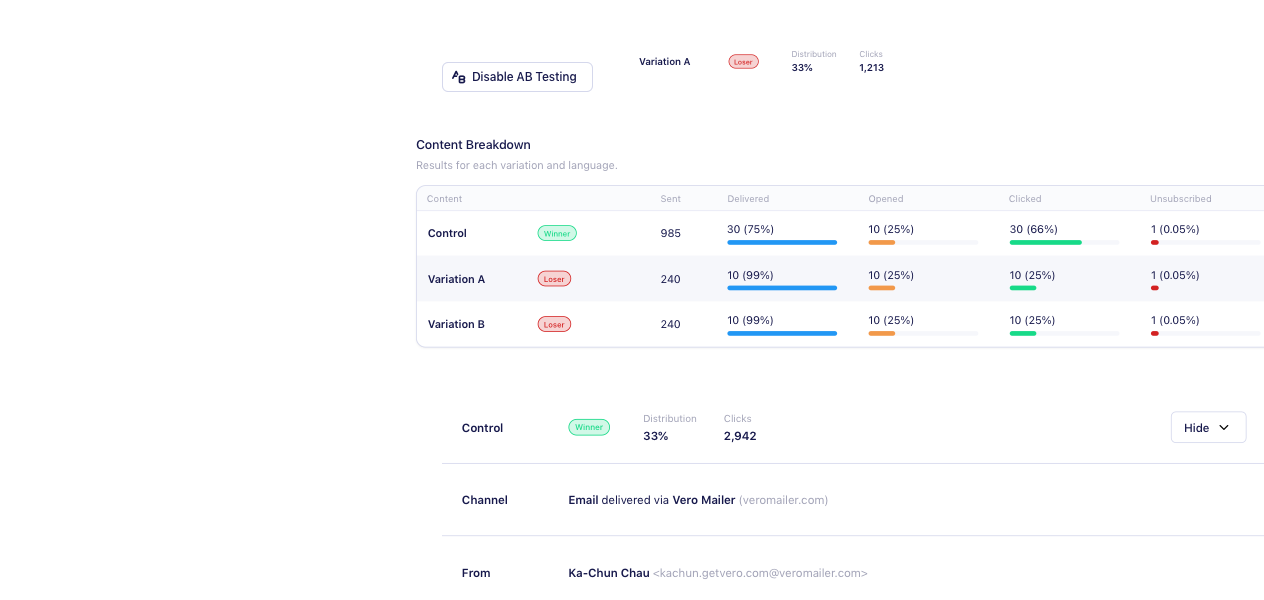 Variation A Loser Distribution Clicks
33% 1,213
Disable AB Testing
Content Breakdown
Results for each variation and language.
Content Sent Delivered Opened Clicked Unsubscribed
Control Winner 985 30 (75%) 10 (25%) 30 (66%) 1 (0.05%)
Variation A Loser 240 10 (99%) 10 (25%) 10 (25%) 1 (0.05%)
Variation B Loser 240 10 (99%) 10 (25%) 10 (25%) 1 (0.05%)
Control Winner Distribution Clicks Hide
33% 2,942
Channel Email delivered via Vero Mailer (veromailer.com)
From Ka-Chun Chau <kachun.getvero.com@veromailer.com>